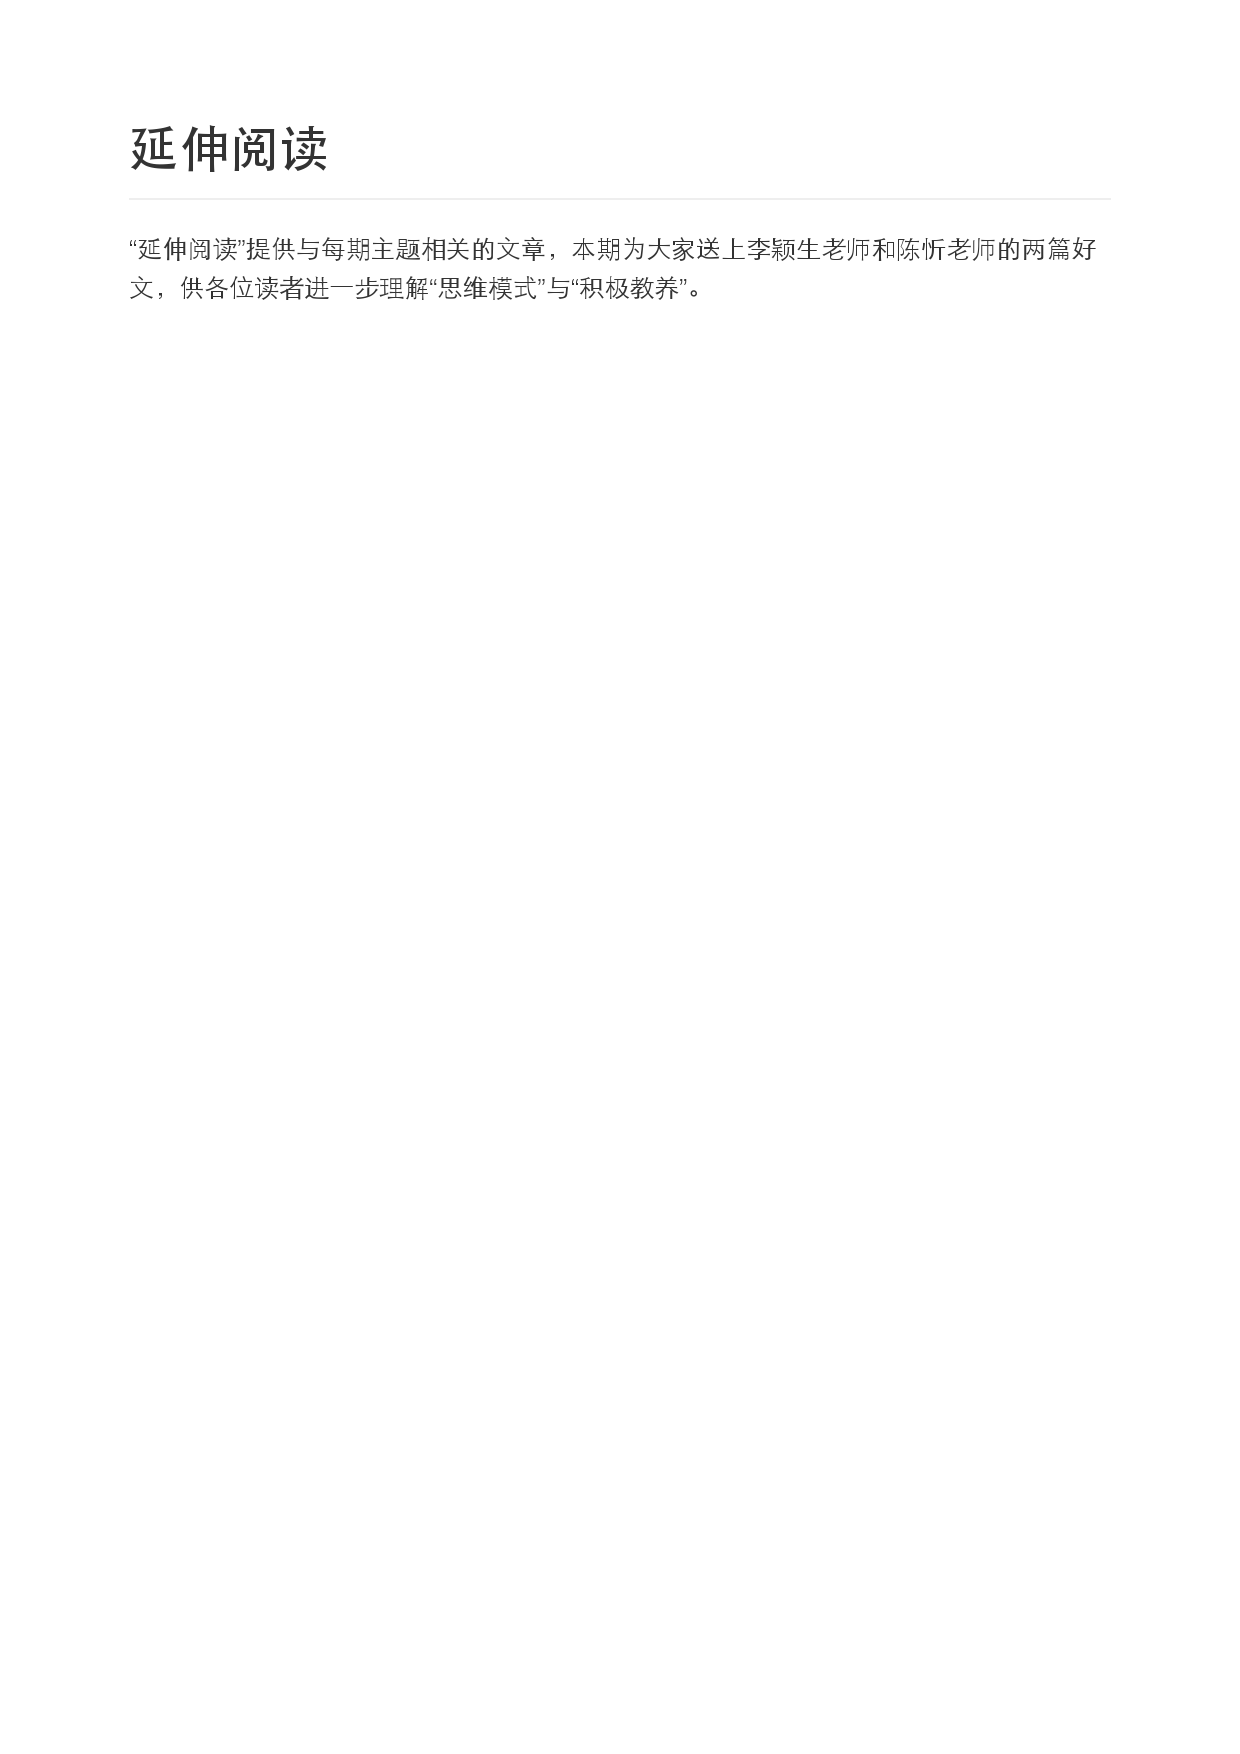 延伸阅读
“延伸阅读”提供与每期主题相关的文章，本期为大家送上李颖生老师和陈忻老师的两篇好
文，供各位读者进一步理解“思维模式”与“积极教养”。